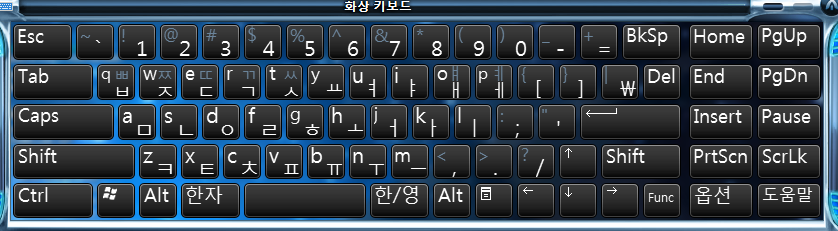 화상 키보드
Esc ~ ` ! 1 @ 2 # 3 $ 4 % 5 ^ 6 & 7 * 8 ( 9 ) 0 _ - + = BkSp Home PgUp
Tab q ㅃ ㅂ w ㅉ ㅈ e ㄸ ㄷ r ㄲ ㄱ t ㅆ ㅅ y ㅛ u ㅕ i ㅑ o ㅒ ㅐ p ㅖ ㅔ { [ } ] | ₩ Del End PgDn
Caps a ㅁ s ㄴ d ㅇ f ㄹ g ㅎ h ㅗ j ㅓ k ㅏ l ㅣ : ; " ' Insert Pause
Shift z ㅋ x ㅌ c ㅊ v ㅍ b ㅠ n ㅜ m ㅡ < , > . ? / ↑ Shift PrtScn ScrLk
Ctrl Alt 한자 한/영 Alt ← ↓ → Func 옵션 도움말